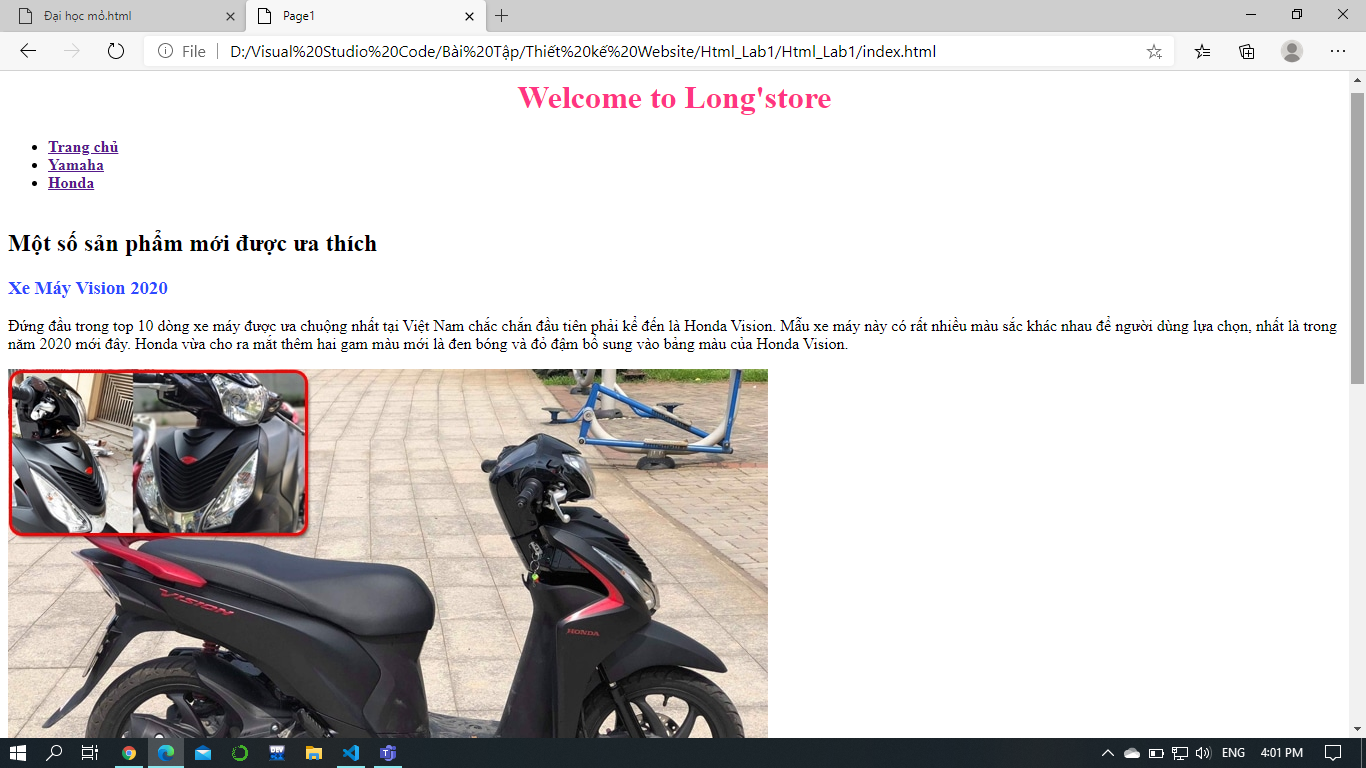 Đại học mỏ.html
Page1
File
D:/Visual%20Studio%20Code/Bài%20Tập/Thiết%20kế%20Website/Html_Lab1/Html_Lab1/index.html
Welcome to Long'store
Trang chủ
Yamaha
Honda
Một số sản phẩm mới được ưa thích
Xe Máy Vision 2020
Đứng đầu trong top 10 dòng xe máy được ưa chuộng nhất tại Việt Nam chắc chắn đầu tiên phải kể đến là Honda Vision. Mẫu xe máy này có rất nhiều màu sắc khác nhau để người dùng lựa chọn, nhất là trong
năm 2020 mới đây. Honda vừa cho ra mắt thêm hai gam màu mới là đen bóng và đỏ đậm bổ sung vào bảng màu của Honda Vision.
VISION
HONDA
ENG
4:01 PM